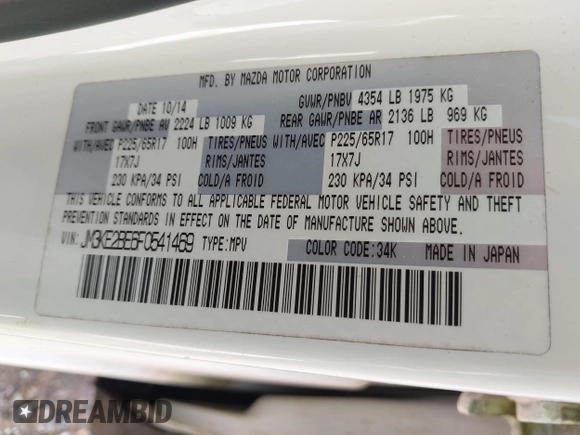 MFD. BY MAZDA MOTOR CORPORATION
DATE 10/14 GVWR/PNBV 4354 LB 1975 KG
FRONT GAWR/PNBE AV 2224 LB 1009 KG REAR GAWR/PNBE AR 2136 LB 969 KG
WITH/AVEC P225/65R17 100H TIRES/PNEUS WITH/AVEC P225/65R17 100H TIRES/PNEUS
17X7J RIMS/JANTES 17X7J RIMS/JANTES
230 KPA/34 PSI COLD/A FROID 230 KPA/34 PSI COLD/A FROID
THIS VEHICLE CONFORMS TO ALL APPLICABLE FEDERAL MOTOR VEHICLE SAFETY AND THEFT
PREVENTION STANDARDS IN EFFECT ON THE DATE OF MANUFACTURE SHOWN ABOVE.
VIN: JM3KE2BE6F0541469 TYPE: MPV COLOR CODE: 34K MADE IN JAPAN
DREAMBID